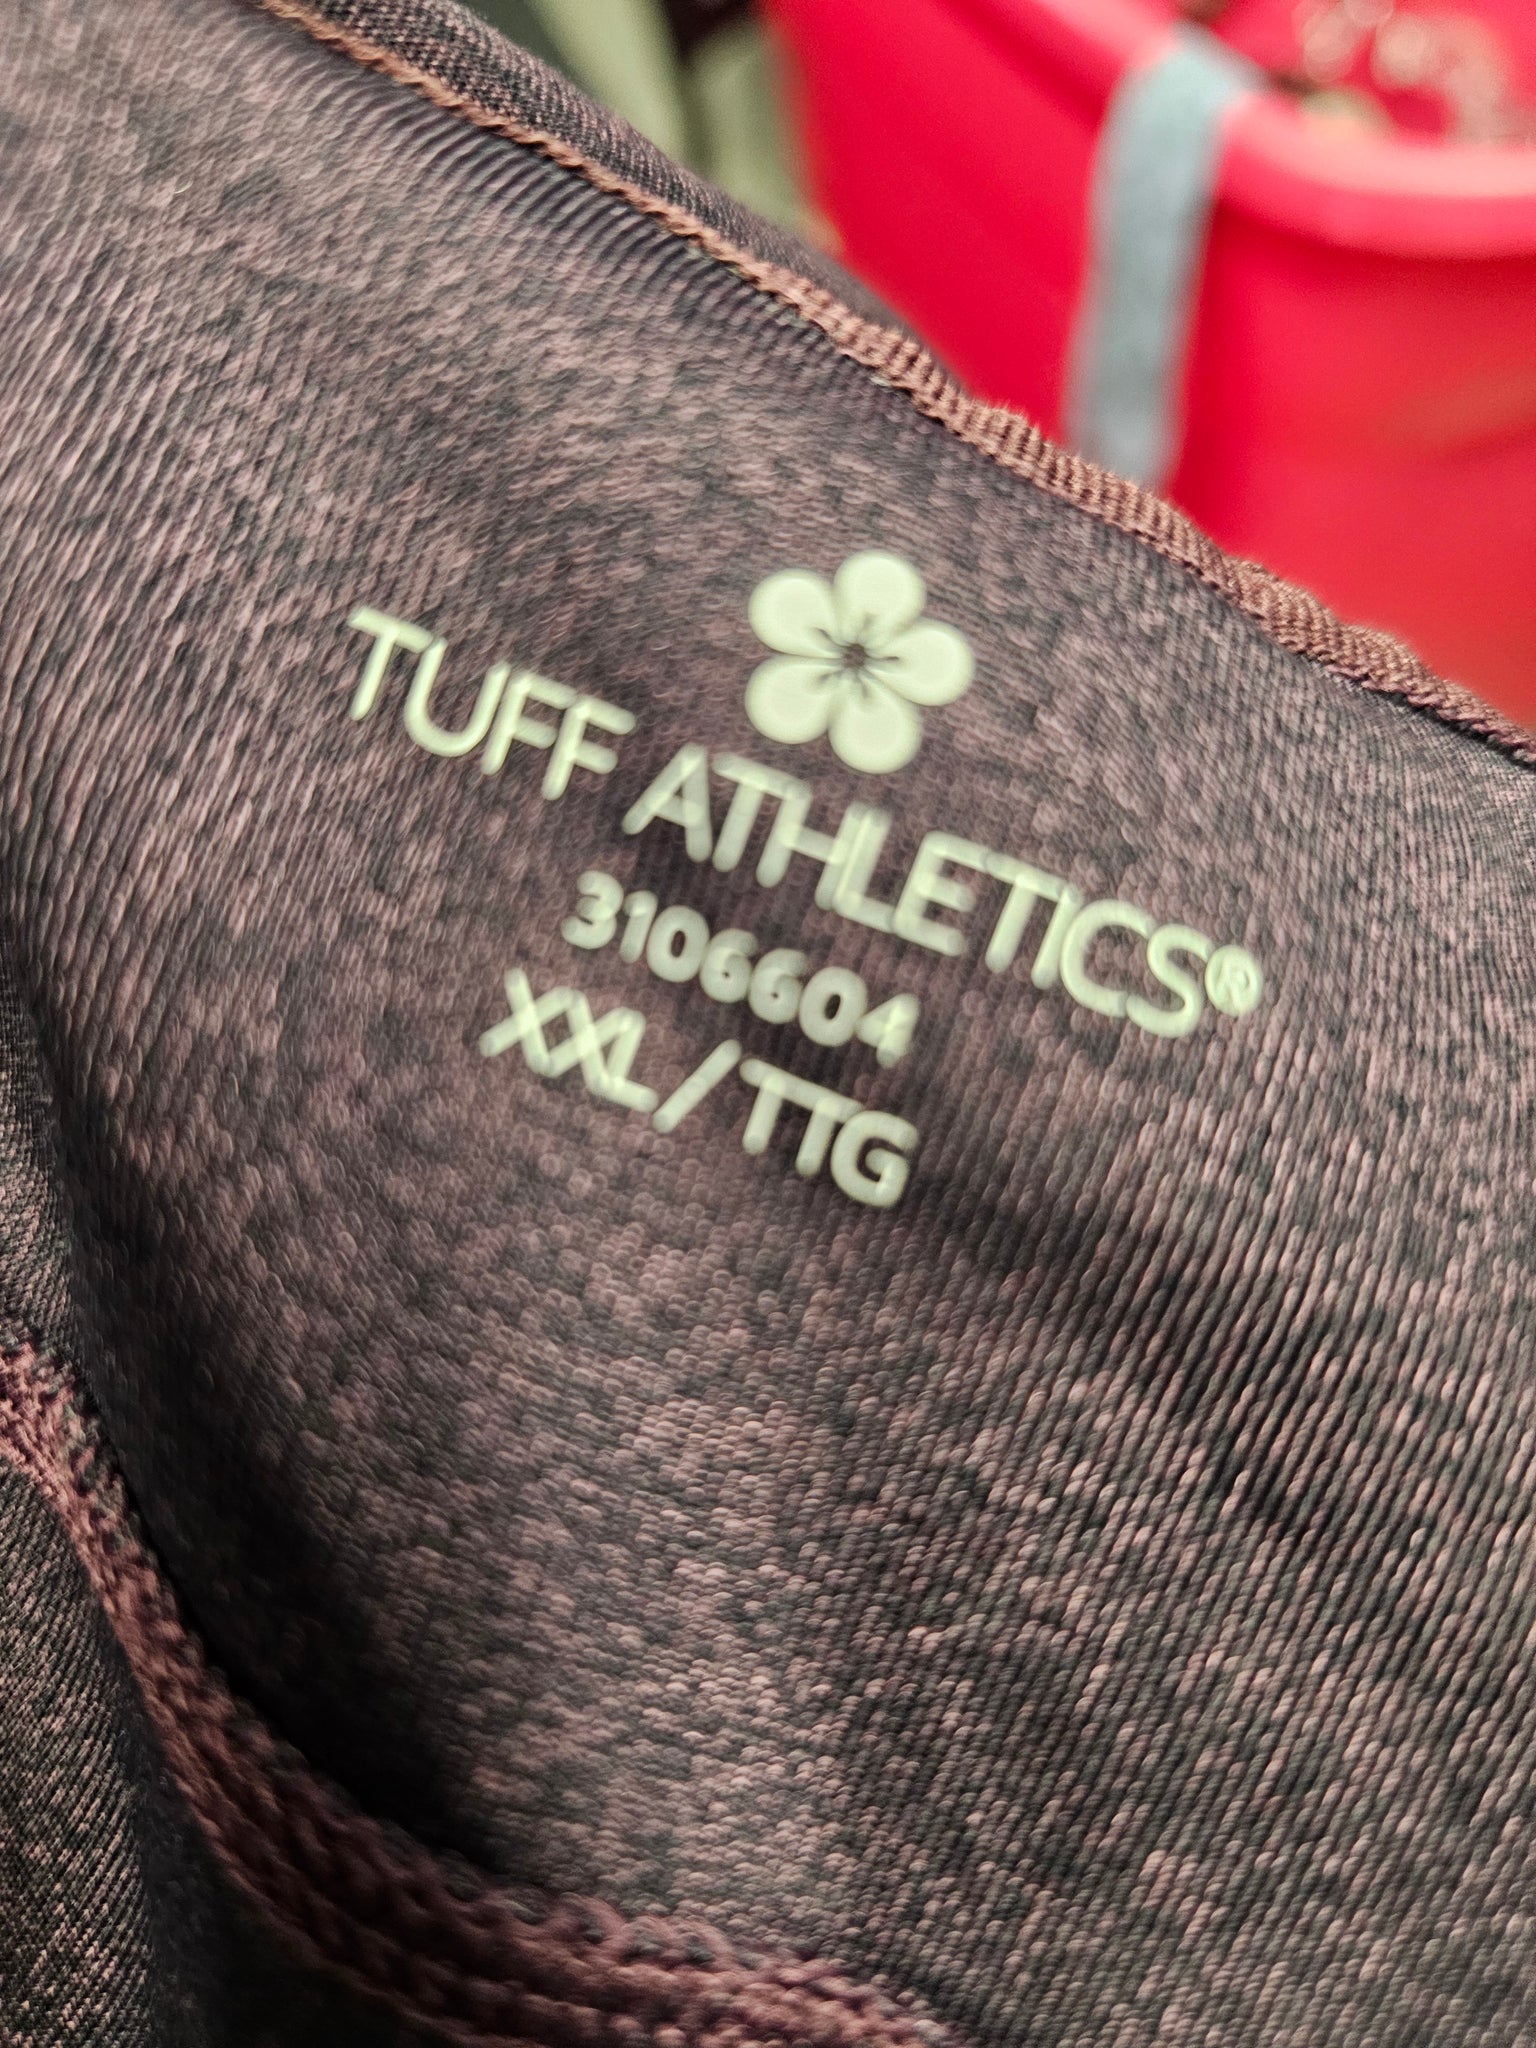 TUFF ATHLETICS®
3106604
XXL/TTG